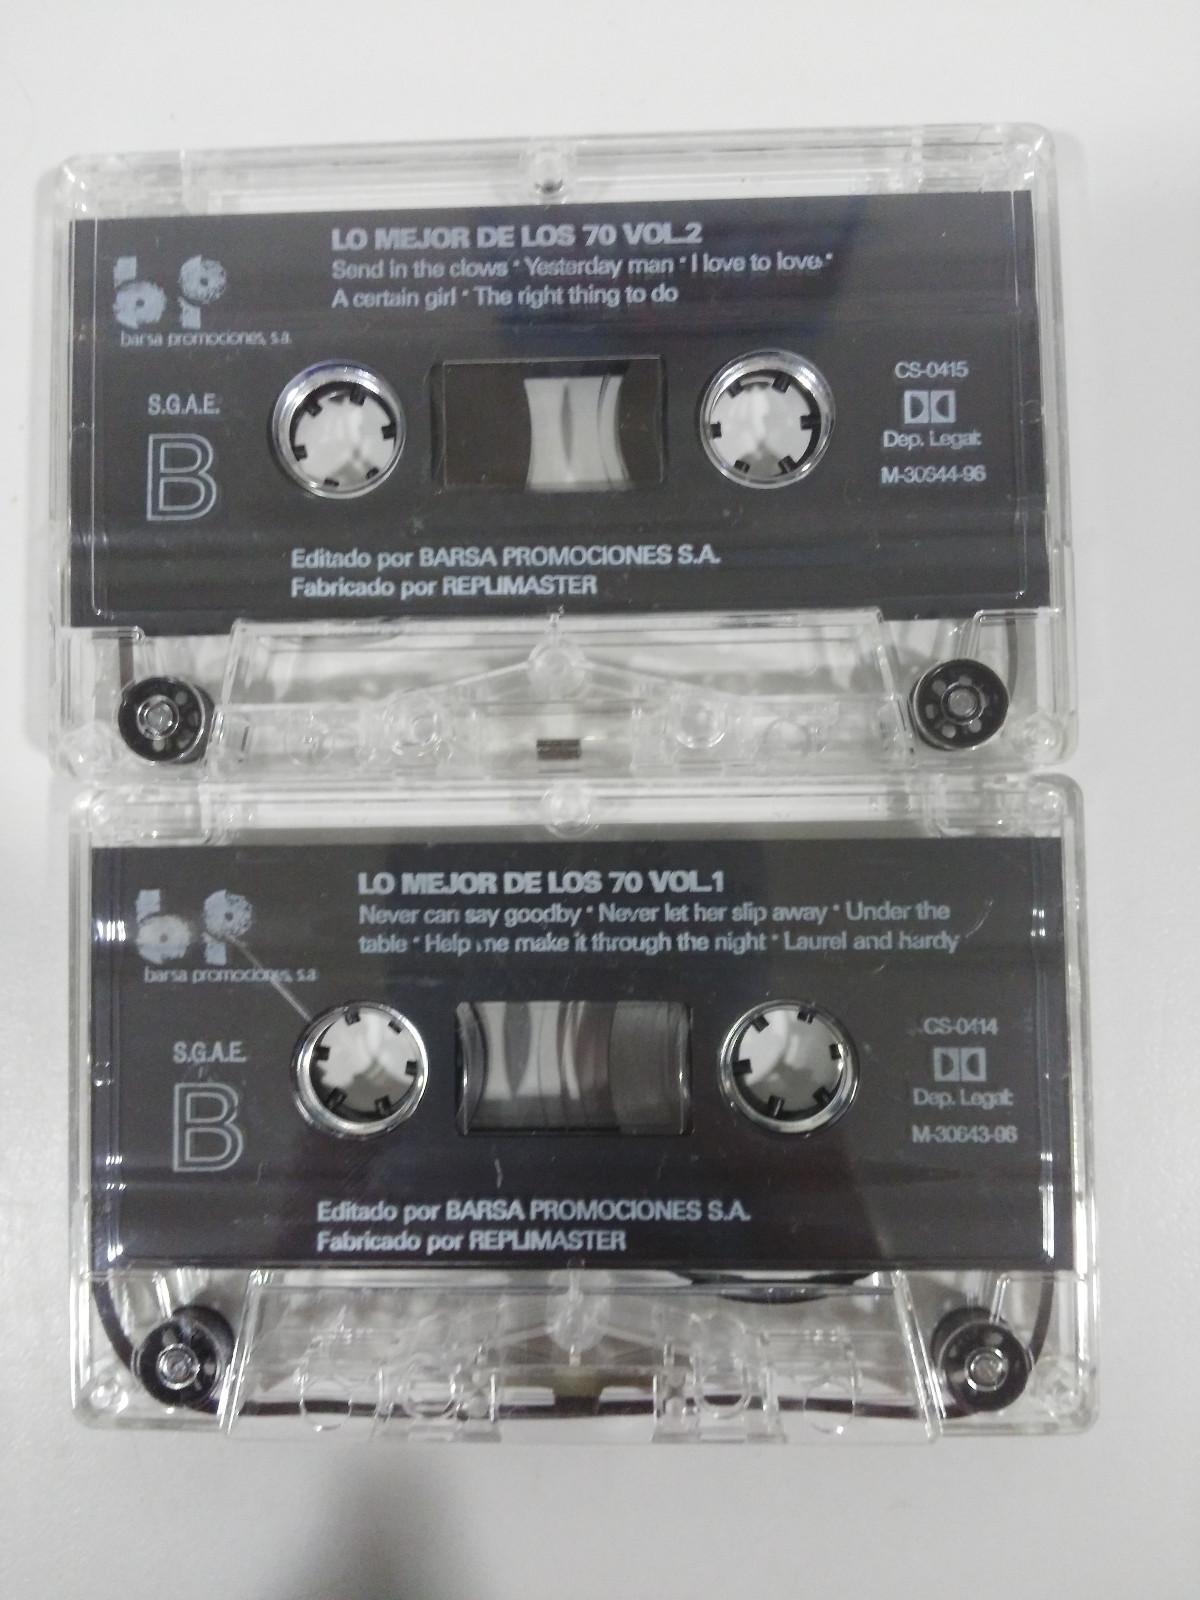 LO MEJOR DE LOS 70 VOL.2
Send in the clows * Yesterday man * I love to love *
A certain girl * The right thing to do
bp
barsa promociones, s.a.
S.G.A.E.
B
CS-0415
Dep. Legal:
M-30644-96
Editado por BARSA PROMOCIONES S.A.
Fabricado por REPLIMASTER
LO MEJOR DE LOS 70 VOL.1
Never can say goodby * Never let her slip away * Under the
table * Help me make it through the night * Laurel and hardy
bp
barsa promociones, s.a.
S.G.A.E.
B
CS-0414
Dep. Legal:
M-30643-96
Editado por BARSA PROMOCIONES S.A.
Fabricado por REPLIMASTER